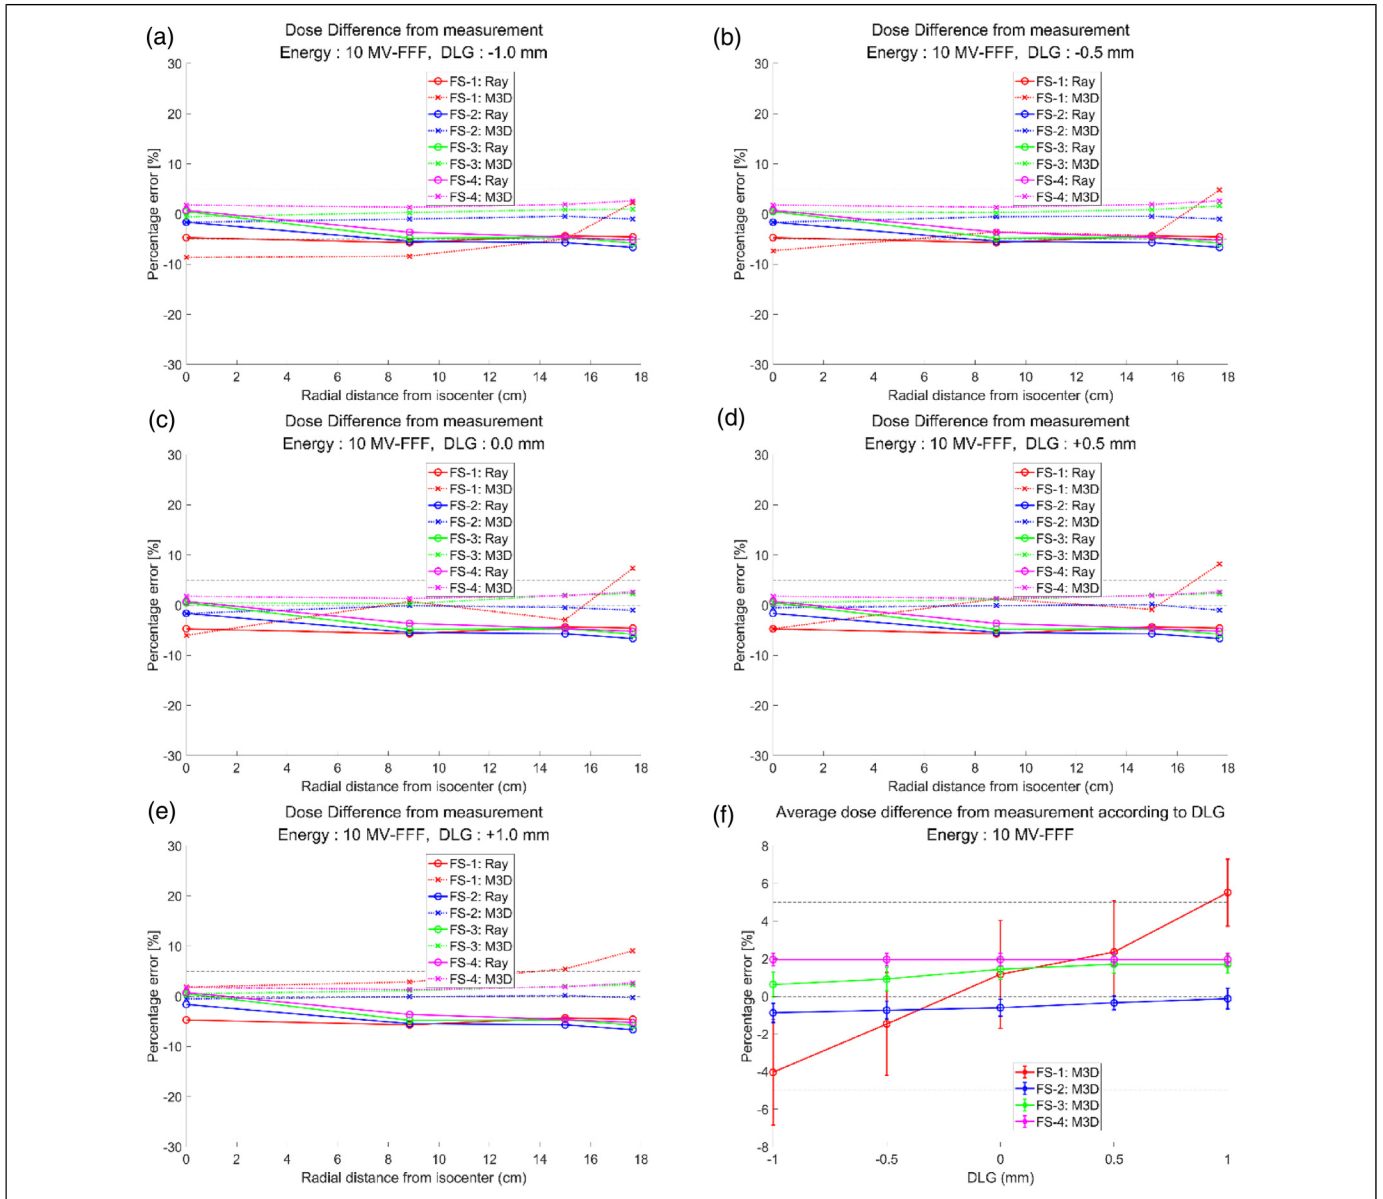 (a)
Dose Difference from measurement
Energy : 10 MV-FFF, DLG : -1.0 mm
Percentage error [%]
30
20
10
0
-10
-20
-30
FS-1: Ray
FS-1: M3D
FS-2: Ray
FS-2: M3D
FS-3: Ray
FS-3: M3D
FS-4: Ray
FS-4: M3D
0 2 4 6 8 10 12 14 16 18
Radial distance from isocenter (cm)
(b)
Dose Difference from measurement
Energy : 10 MV-FFF, DLG : -0.5 mm
Percentage error [%]
30
20
10
0
-10
-20
-30
FS-1: Ray
FS-1: M3D
FS-2: Ray
FS-2: M3D
FS-3: Ray
FS-3: M3D
FS-4: Ray
FS-4: M3D
0 2 4 6 8 10 12 14 16 18
Radial distance from isocenter (cm)
(c)
Dose Difference from measurement
Energy : 10 MV-FFF, DLG : 0.0 mm
Percentage error [%]
30
20
10
0
-10
-20
-30
FS-1: Ray
FS-1: M3D
FS-2: Ray
FS-2: M3D
FS-3: Ray
FS-3: M3D
FS-4: Ray
FS-4: M3D
0 2 4 6 8 10 12 14 16 18
Radial distance from isocenter (cm)
(d)
Dose Difference from measurement
Energy : 10 MV-FFF, DLG : +0.5 mm
Percentage error [%]
30
20
10
0
-10
-20
-30
FS-1: Ray
FS-1: M3D
FS-2: Ray
FS-2: M3D
FS-3: Ray
FS-3: M3D
FS-4: Ray
FS-4: M3D
0 2 4 6 8 10 12 14 16 18
Radial distance from isocenter (cm)
(e)
Dose Difference from measurement
Energy : 10 MV-FFF, DLG : +1.0 mm
Percentage error [%]
30
20
10
0
-10
-20
-30
FS-1: Ray
FS-1: M3D
FS-2: Ray
FS-2: M3D
FS-3: Ray
FS-3: M3D
FS-4: Ray
FS-4: M3D
0 2 4 6 8 10 12 14 16 18
Radial distance from isocenter (cm)
(f)
Average dose difference from measurement according to DLG
Energy : 10 MV-FFF
Percentage error [%]
8
6
4
2
0
-2
-4
-6
-8
FS-1: M3D
FS-2: M3D
FS-3: M3D
FS-4: M3D
-1 -0.5 0 0.5 1
DLG (mm)